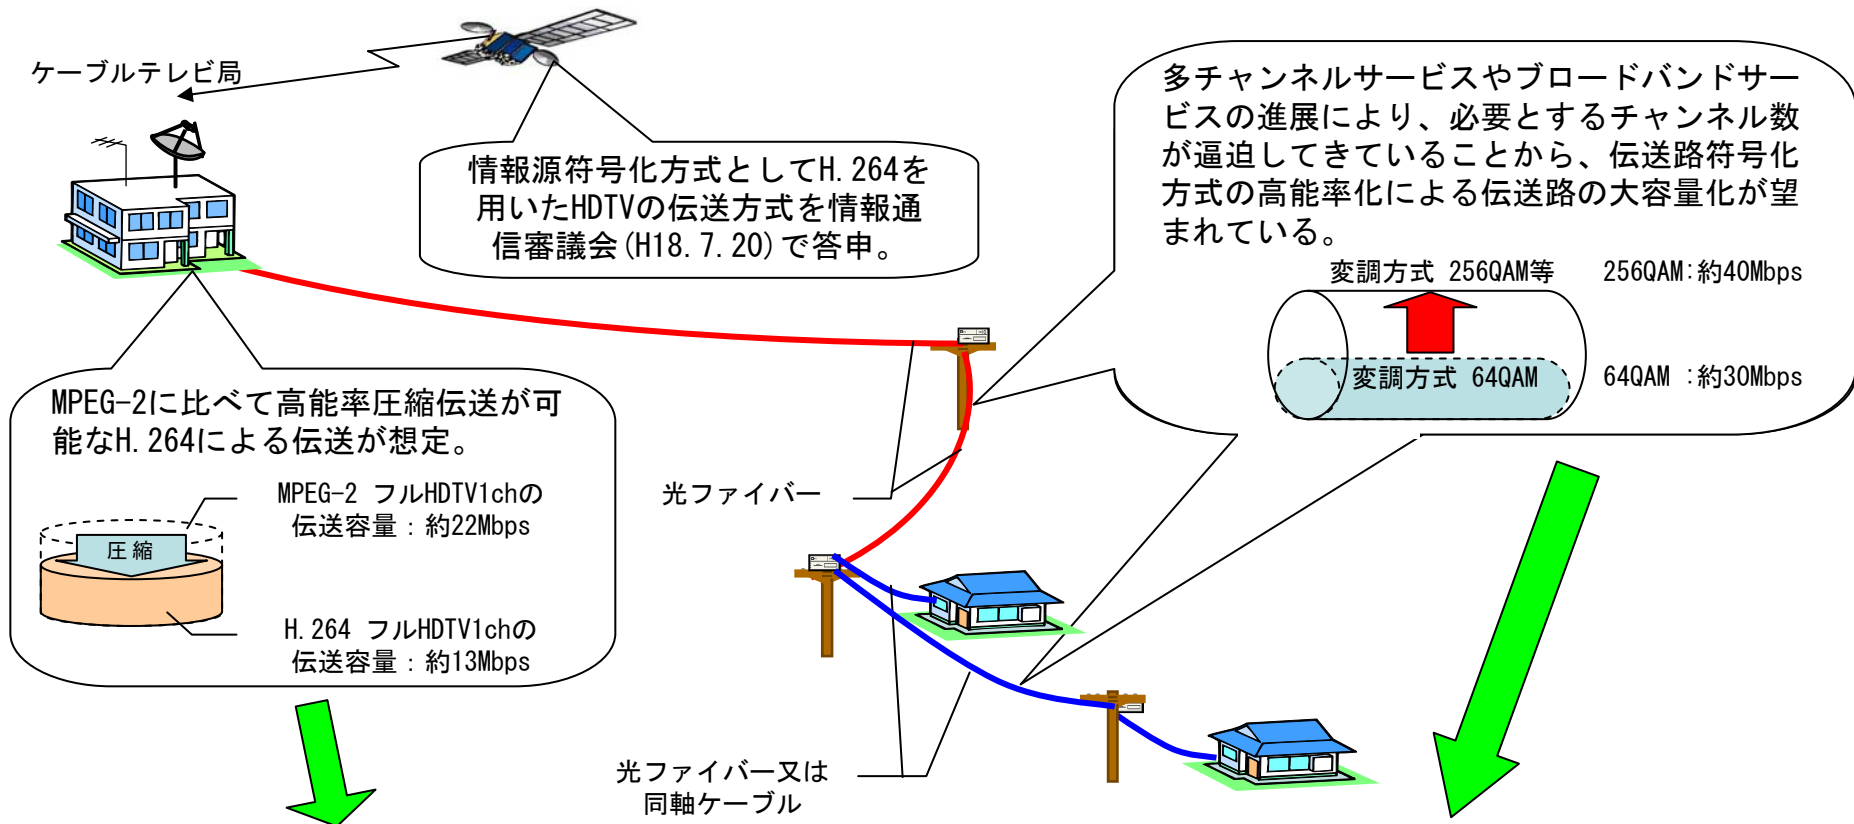 ケーブルテレビ局
情報源符号化方式としてH.264を
用いたHDTVの伝送方式を情報通
信審議会(H18.7.20)で答申。
多チャンネルサービスやブロードバンドサー
ビスの進展により、必要とするチャンネル数
が逼迫してきていることから、伝送路符号化
方式の高能率化による伝送路の大容量化が望
まれている。
変調方式 256QAM等 256QAM:約40Mbps
変調方式 64QAM 64QAM :約30Mbps
MPEG-2に比べて高能率圧縮伝送が可
能なH.264による伝送が想定。
MPEG-2 フルHDTV1chの
伝送容量：約22Mbps
圧縮
H.264 フルHDTV1chの
伝送容量：約13Mbps
光ファイバー
光ファイバー又は
同軸ケーブル